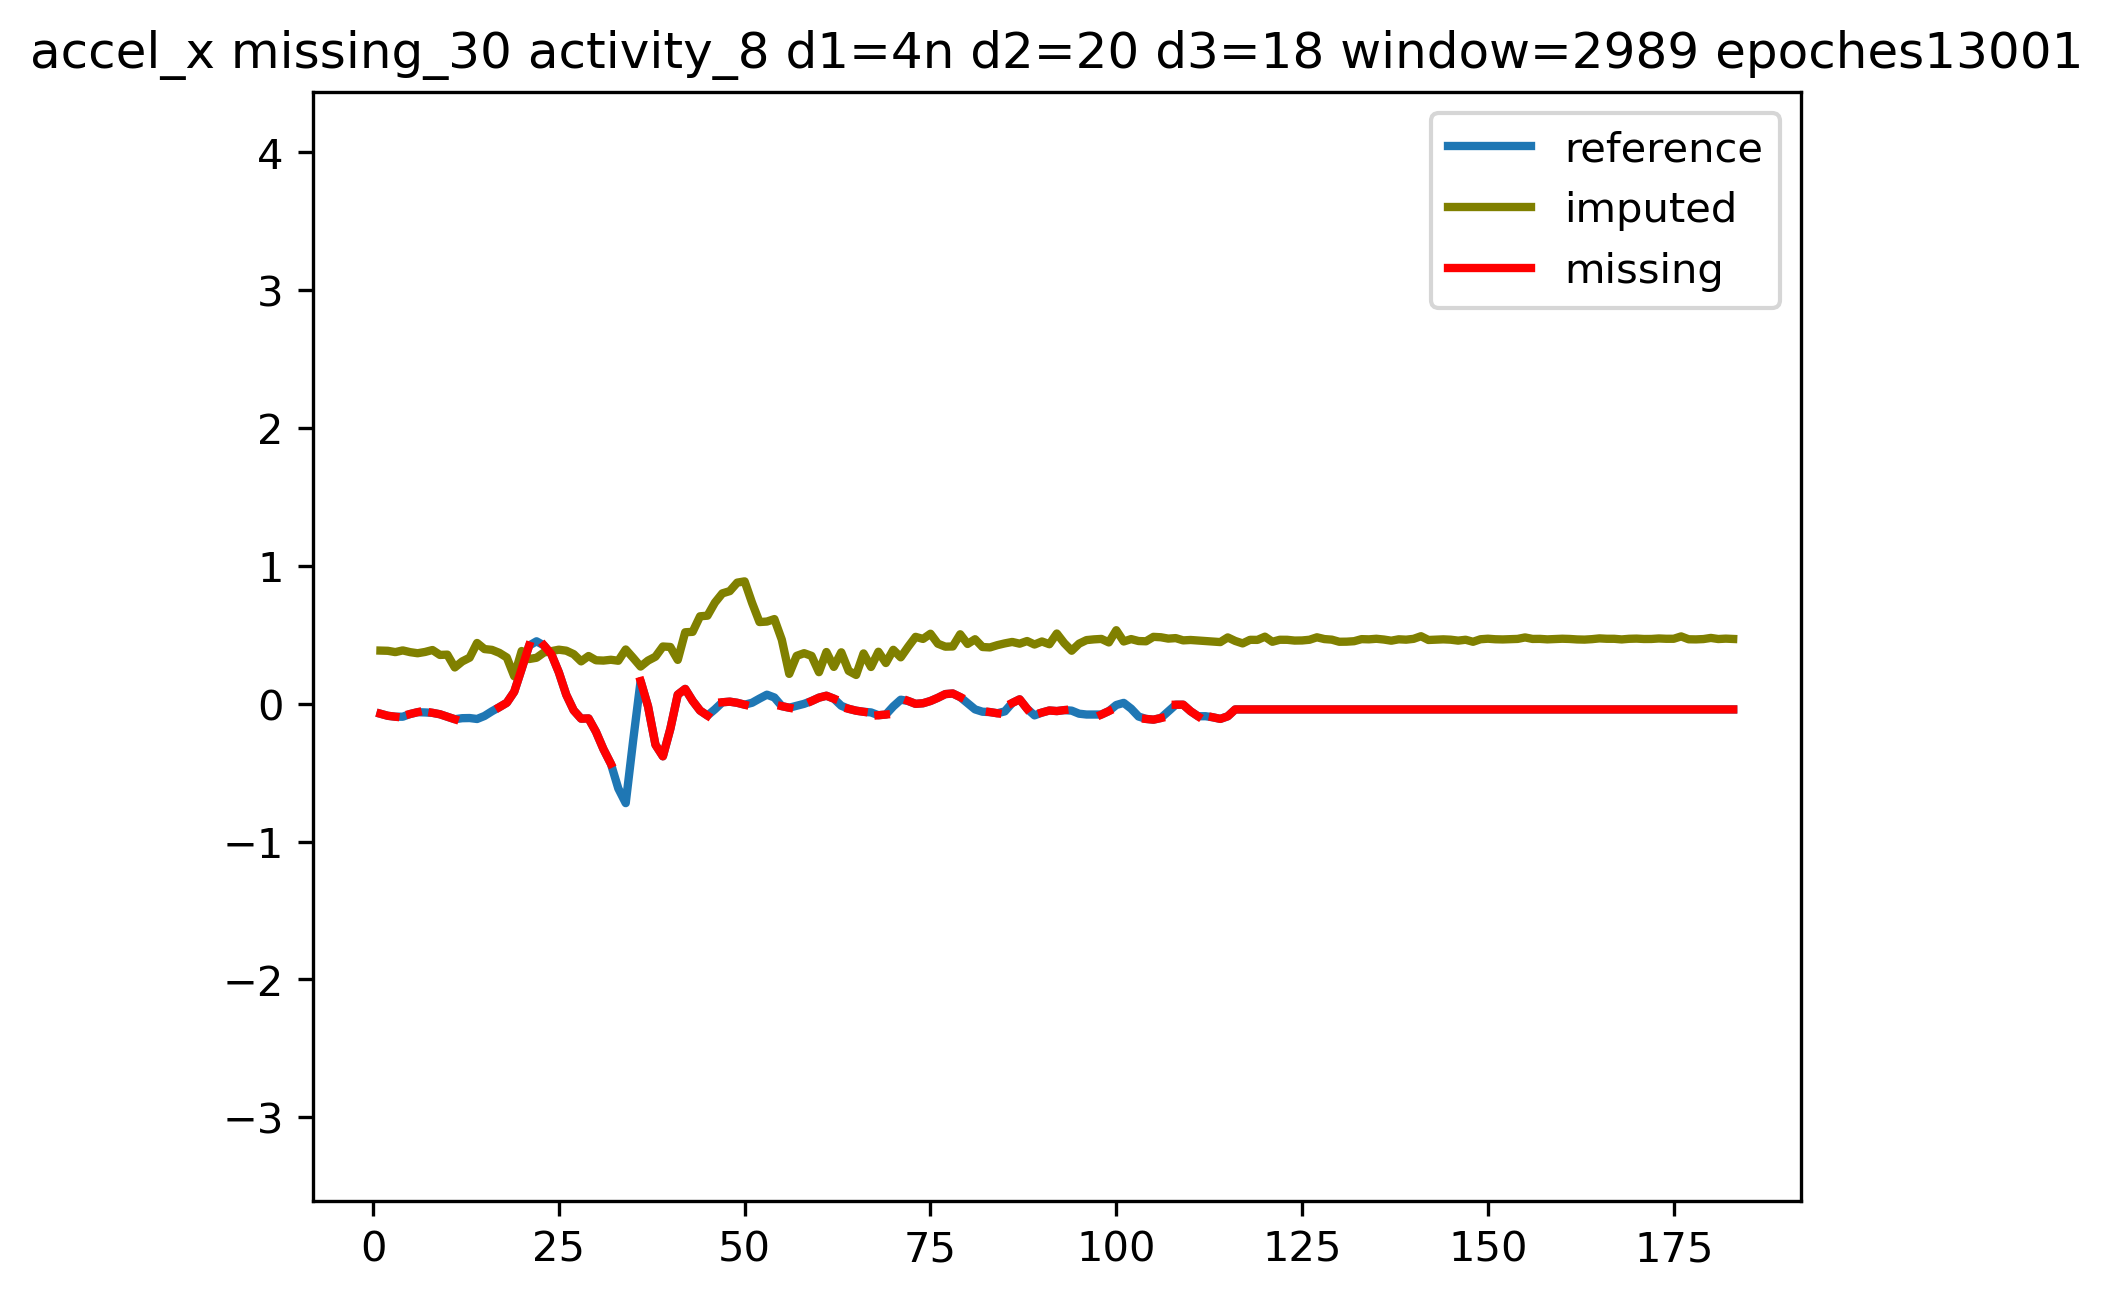 accel_x missing_30 activity_8 d1=4n d2=20 d3=18 window=2989 epoches13001
reference
imputed
missing
4
3
2
1
0
−1
−2
−3
0 25 50 75 100 125 150 175